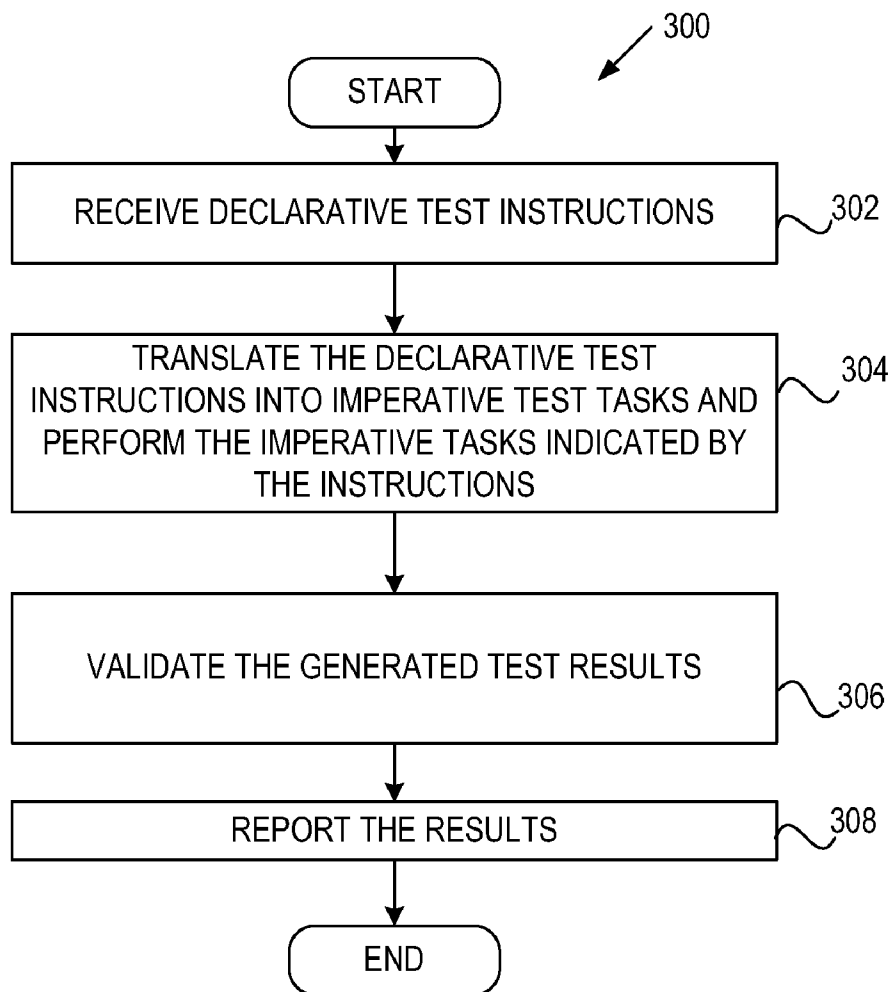 300
START
RECEIVE DECLARATIVE TEST INSTRUCTIONS
302
TRANSLATE THE DECLARATIVE TEST
INSTRUCTIONS INTO IMPERATIVE TEST TASKS AND
PERFORM THE IMPERATIVE TASKS INDICATED BY
THE INSTRUCTIONS
304
VALIDATE THE GENERATED TEST RESULTS
306
REPORT THE RESULTS
308
END